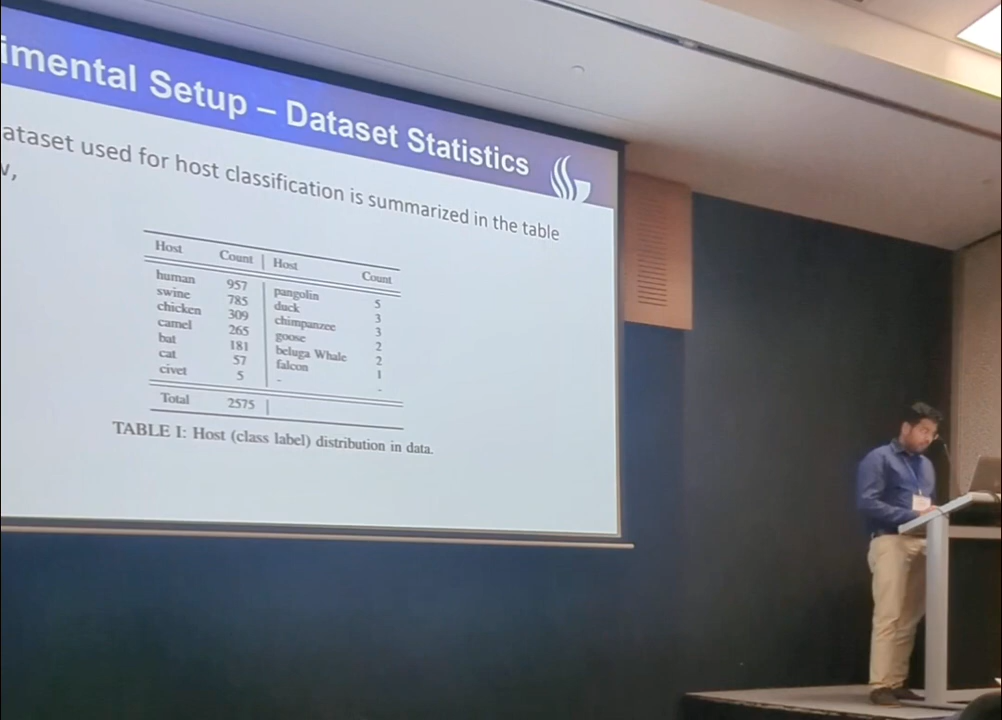 imental Setup – Dataset Statistics
ataset used for host classification is summarized in the table
w,
Host Count | Host Count
human 957 pangolin 5
swine 785 duck 3
chicken 309 chimpanzee 3
camel 265 goose 2
bat 181 beluga Whale 2
cat 57 falcon 1
civet 5 - -
Total 2575 |
TABLE I: Host (class label) distribution in data.